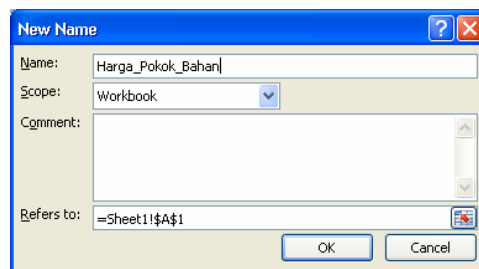 New Name
Name: Harga_Pokok_Bahan
Scope: Workbook
Comment:
Refers to: =Sheet1!$A$1
OK Cancel